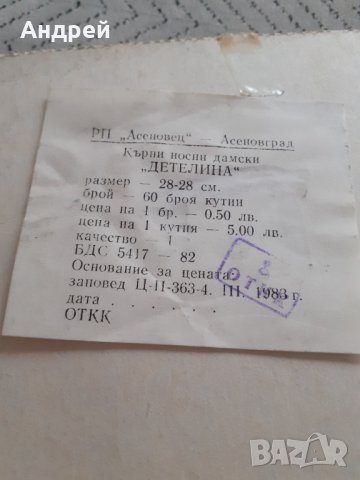 Андрей
РП „Асеновец" — Асеновград
Кърпи носни дамски
„ДЕТЕЛИНА"
размер — 28-28 см.
брой — 60 броя кутии
цена на 1 бр. — 0.50 лв.
цена на 1 кутия — 5.00 лв.
качество 1
БДС 5417 — 82
Основание за цената:
заповед Ц-11-363-4. III. 1983 г.
дата . . . . . . .
ОТКК
BAZAR